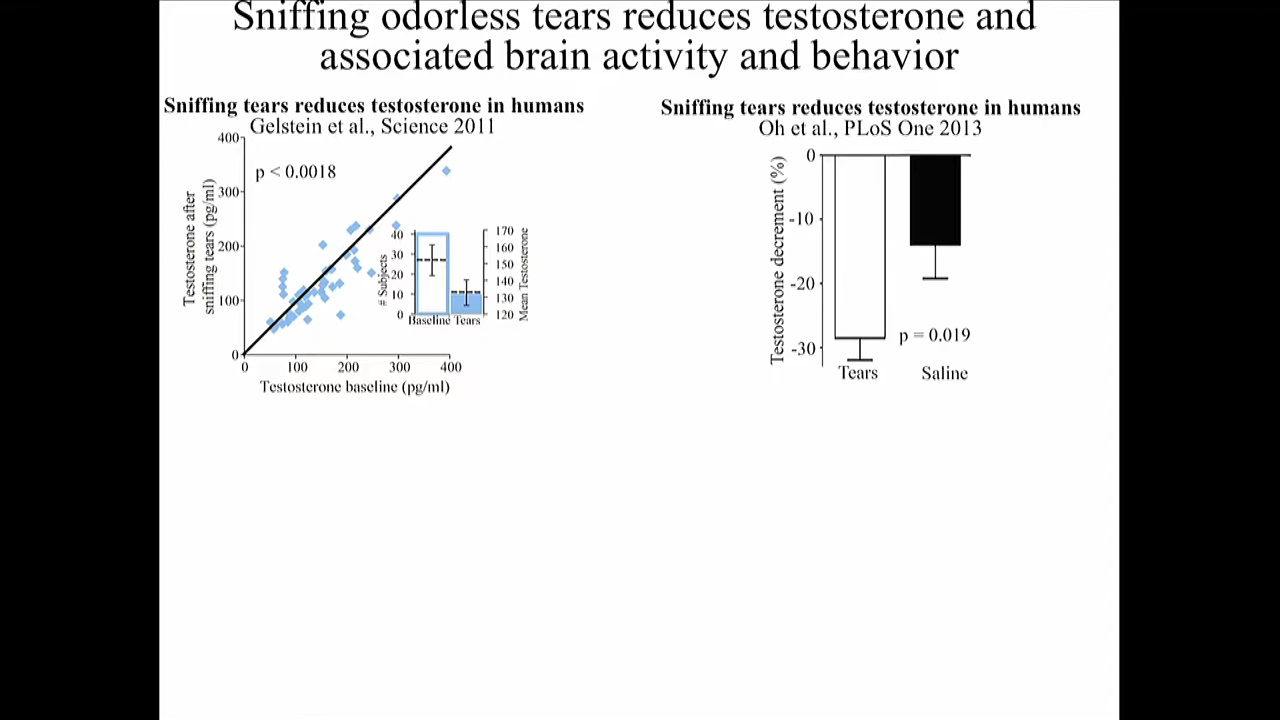 Sniffing odorless tears reduces testosterone and
associated brain activity and behavior
Sniffing tears reduces testosterone in humans
Gelstein et al., Science 2011
400
300
200
100
0
Testosterone after
sniffing tears (pg/ml)
p < 0.0018
0 100 200 300 400
Testosterone baseline (pg/ml)
# Subjects
40
30
20
10
0
Baseline Tears
170
160
150
140
130
120
Mean Testosterone
Sniffing tears reduces testosterone in humans
Oh et al., PLoS One 2013
Testosterone decrement (%)
0
-10
-20
-30
p = 0.019
Tears Saline